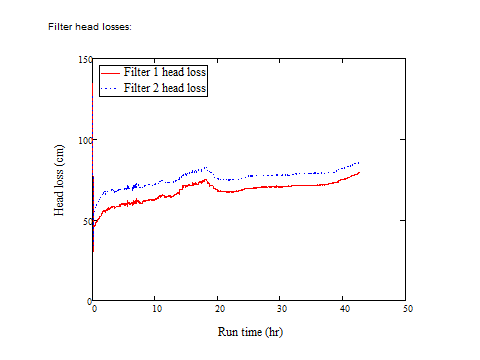 Filter head losses:
150
Filter 1 head loss
Filter 2 head loss
100
Head loss (cm)
50
0
0 10 20 30 40 50
Run time (hr)